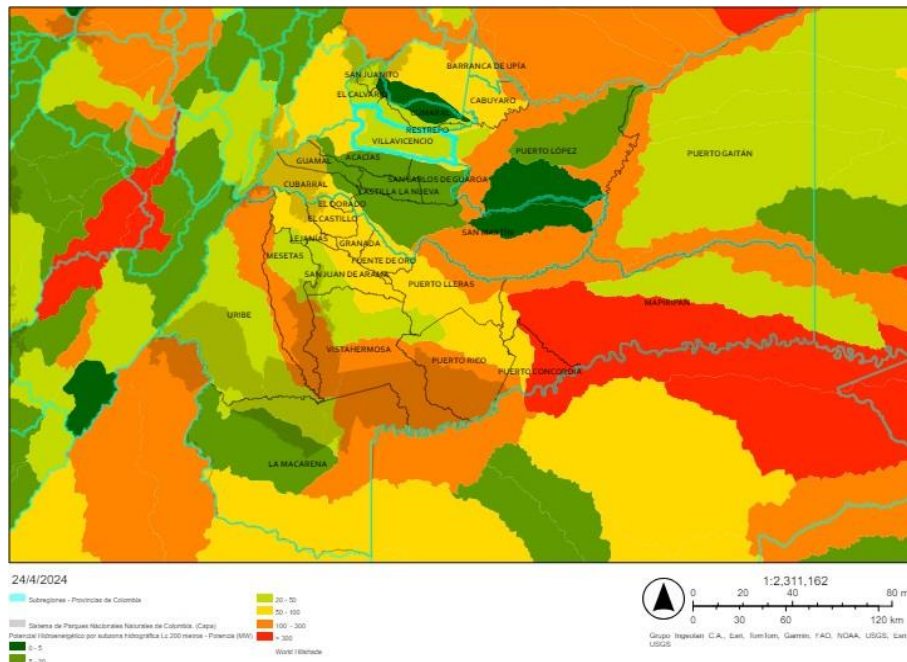 SAN JUANITO
BARRANCA DE UPÍA
EL CALVARIO
CABUYARO
CUMARAL
RESTREPO
VILLAVICENCIO
PUERTO LÓPEZ
PUERTO GAITÁN
ACACÍAS
GUAMAL
SAN CARLOS DE GUAROA
CUBARRAL
CASTILLA LA NUEVA
EL DORADO
EL CASTILLO
SAN MARTÍN
LEJANÍAS
GRANADA
MESETAS
FUENTE DE ORO
SAN JUAN DE ARAMA
PUERTO LLERAS
MAPIRIPÁN
URIBE
VISTAHERMOSA
PUERTO RICO
PUERTO CONCORDIA
LA MACARENA
24/4/2024
Subregiones - Provincias de Colombia
Sistema de Parques Nacionales Naturales de Colombia. (Capa)
Potencial Hidroenergético por subzona hidrográfica Lc 200 metros - Potencia (MW)
0 - 5
5 - 20
20 - 50
50 - 100
100 - 300
> 300
World Hillshade
1:2,311,162
0 20 40 80 m
0 30 60 120 km
Grupo Ingeulan C.A., Esri, TomTom, Garmin, FAO, NOAA, USGS, Esri,
USGS